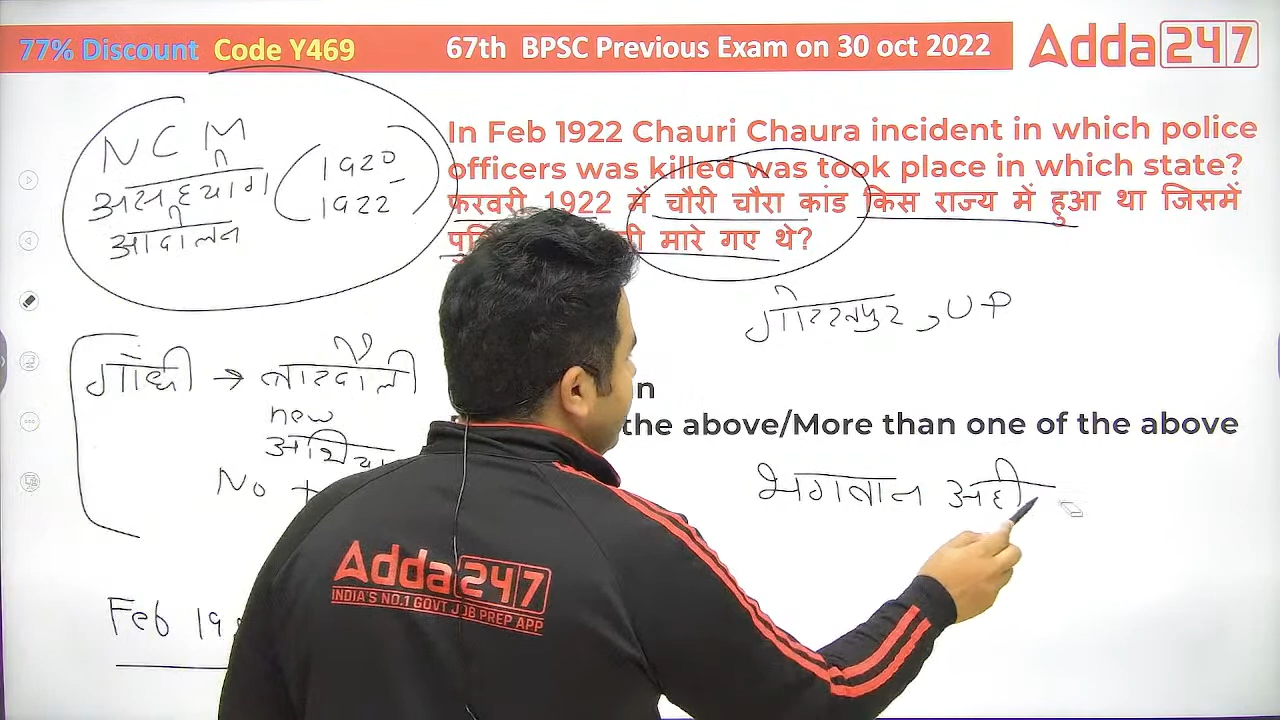 77% Discount Code Y469
67th BPSC Previous Exam on 30 oct 2022
Adda247
In Feb 1922 Chauri Chaura incident in which police
officers was killed was took place in which state?
फरवरी 1922 में चौरी चौरा कांड किस राज्य में हुआ था जिसमें
मारे गए थे?
NCM
असहयोग
आंदोलन
1920
1922
गोरखपुर, UP
गाँधी → बारदोली
new
No
the above/More than one of the above
भगवान अही
Feb 19
Adda247
INDIA'S NO.1 GOVT JOB PREP APP